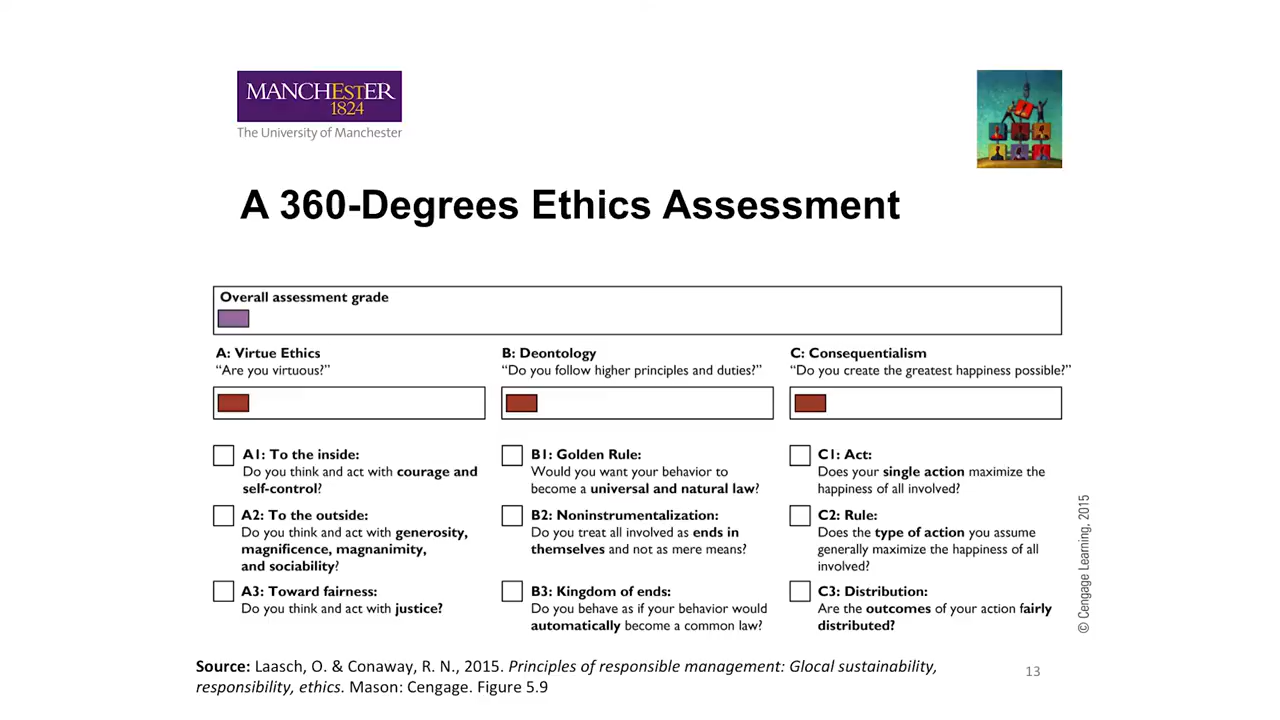 MANCHESTER
1824
The University of Manchester
A 360-Degrees Ethics Assessment
Overall assessment grade
A: Virtue Ethics
“Are you virtuous?”
B: Deontology
“Do you follow higher principles and duties?”
C: Consequentialism
“Do you create the greatest happiness possible?”
A1: To the inside:
Do you think and act with courage and
self-control?
A2: To the outside:
Do you think and act with generosity,
magnificence, magnanimity,
and sociability?
A3: Toward fairness:
Do you think and act with justice?
B1: Golden Rule:
Would you want your behavior to
become a universal and natural law?
B2: Noninstrumentalization:
Do you treat all involved as ends in
themselves and not as mere means?
B3: Kingdom of ends:
Do you behave as if your behavior would
automatically become a common law?
C1: Act:
Does your single action maximize the
happiness of all involved?
C2: Rule:
Does the type of action you assume
generally maximize the happiness of all
involved?
C3: Distribution:
Are the outcomes of your action fairly
distributed?
© Cengage Learning, 2015
Source: Laasch, O. & Conaway, R. N., 2015. Principles of responsible management: Glocal sustainability,
responsibility, ethics. Mason: Cengage. Figure 5.9
13